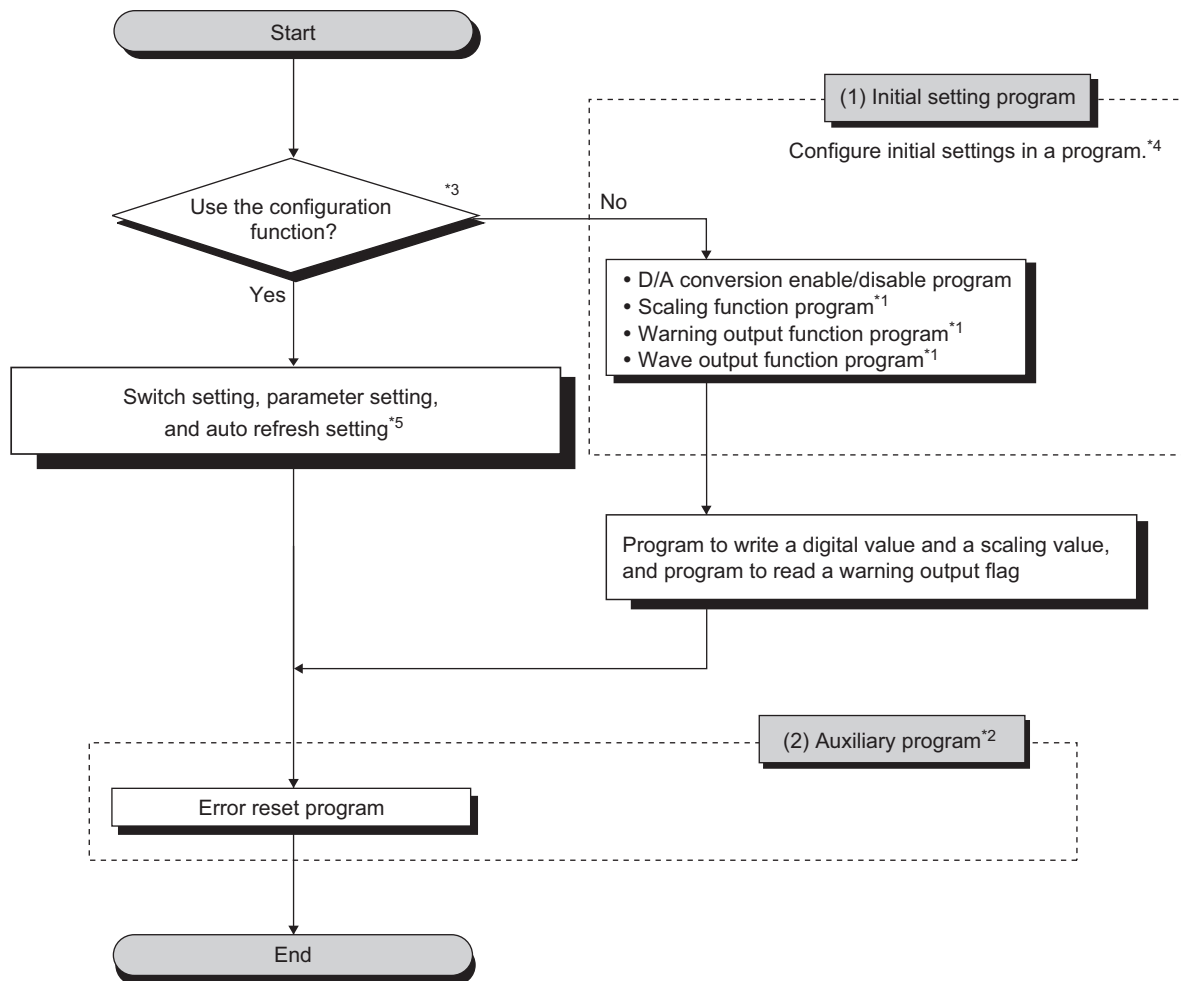 Start
(1) Initial setting program
Configure initial settings in a program.*4
*3
Use the configuration
function?
No
Yes
• D/A conversion enable/disable program
• Scaling function program*1
• Warning output function program*1
• Wave output function program*1
Switch setting, parameter setting,
and auto refresh setting*5
Program to write a digital value and a scaling value,
and program to read a warning output flag
(2) Auxiliary program*2
Error reset program
End